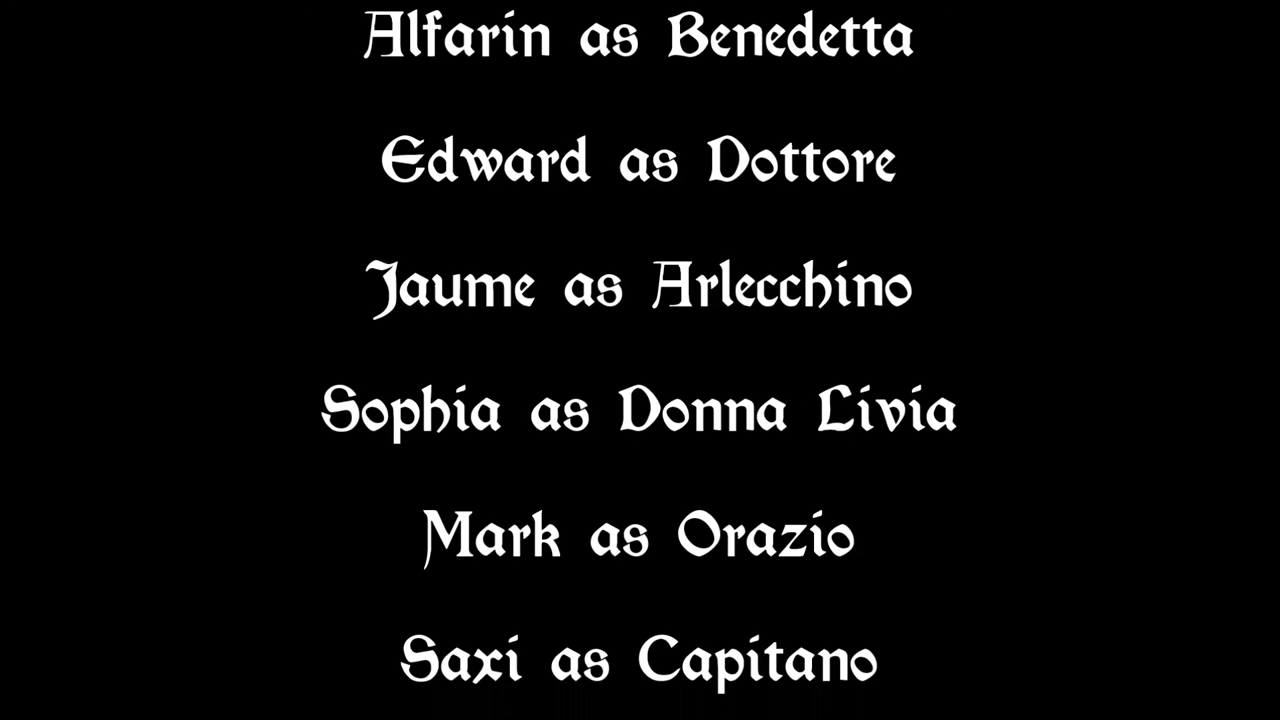 Alfarin as Benedetta
Edward as Dottore
Jaume as Arlecchino
Sophia as Donna Livia
Mark as Orazio
Saxi as Capitano